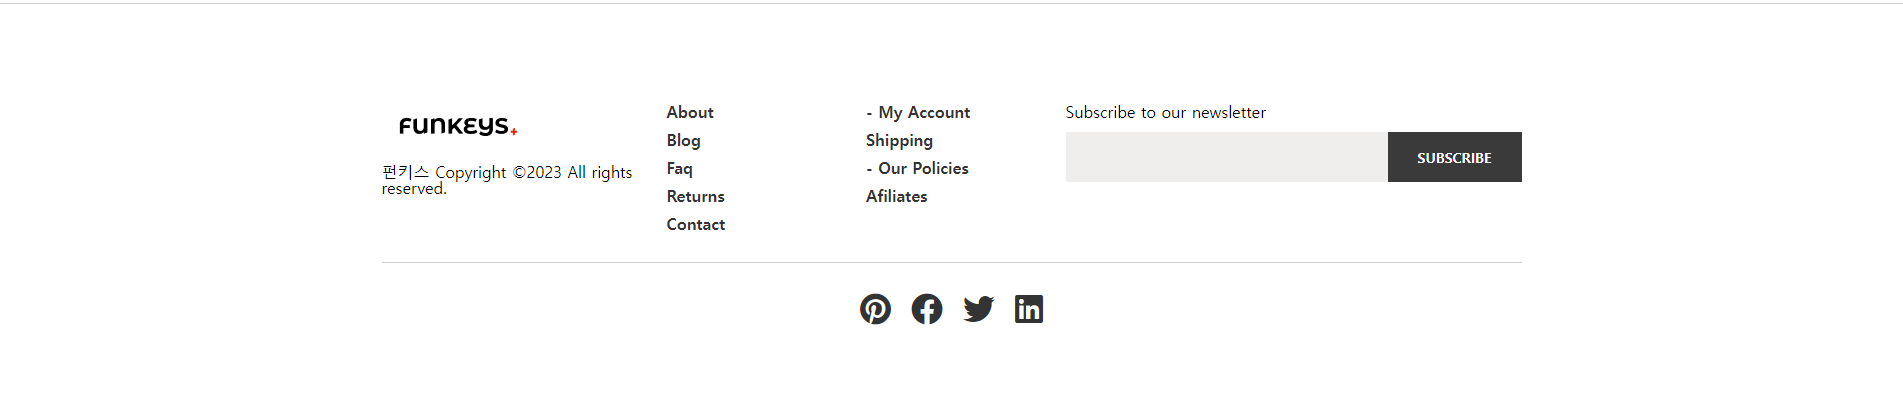 FUNKEYS+
펀키스 Copyright ©2023 All rights
reserved.
About
Blog
Faq
Returns
Contact
- My Account
Shipping
- Our Policies
Afiliates
Subscribe to our newsletter
SUBSCRIBE